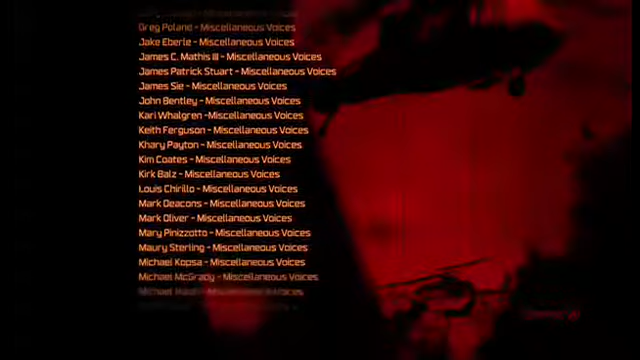 Greg Poland - Miscellaneous Voices
Jake Eberle - Miscellaneous Voices
James C. Mathis III - Miscellaneous Voices
James Patrick Stuart - Miscellaneous Voices
James Sie - Miscellaneous Voices
John Bentley - Miscellaneous Voices
Kari Whalgren -Miscellaneous Voices
Keith Ferguson - Miscellaneous Voices
Khary Payton - Miscellaneous Voices
Kim Coates - Miscellaneous Voices
Kirk Balz - Miscellaneous Voices
Louis Chirillo - Miscellaneous Voices
Mark Deacons - Miscellaneous Voices
Mark Oliver - Miscellaneous Voices
Mary Pinizzotto - Miscellaneous Voices
Maury Sterling - Miscellaneous Voices
Michael Kopsa - Miscellaneous Voices
Michael McGrady - Miscellaneous Voices
Michael - Miscellaneous Voices